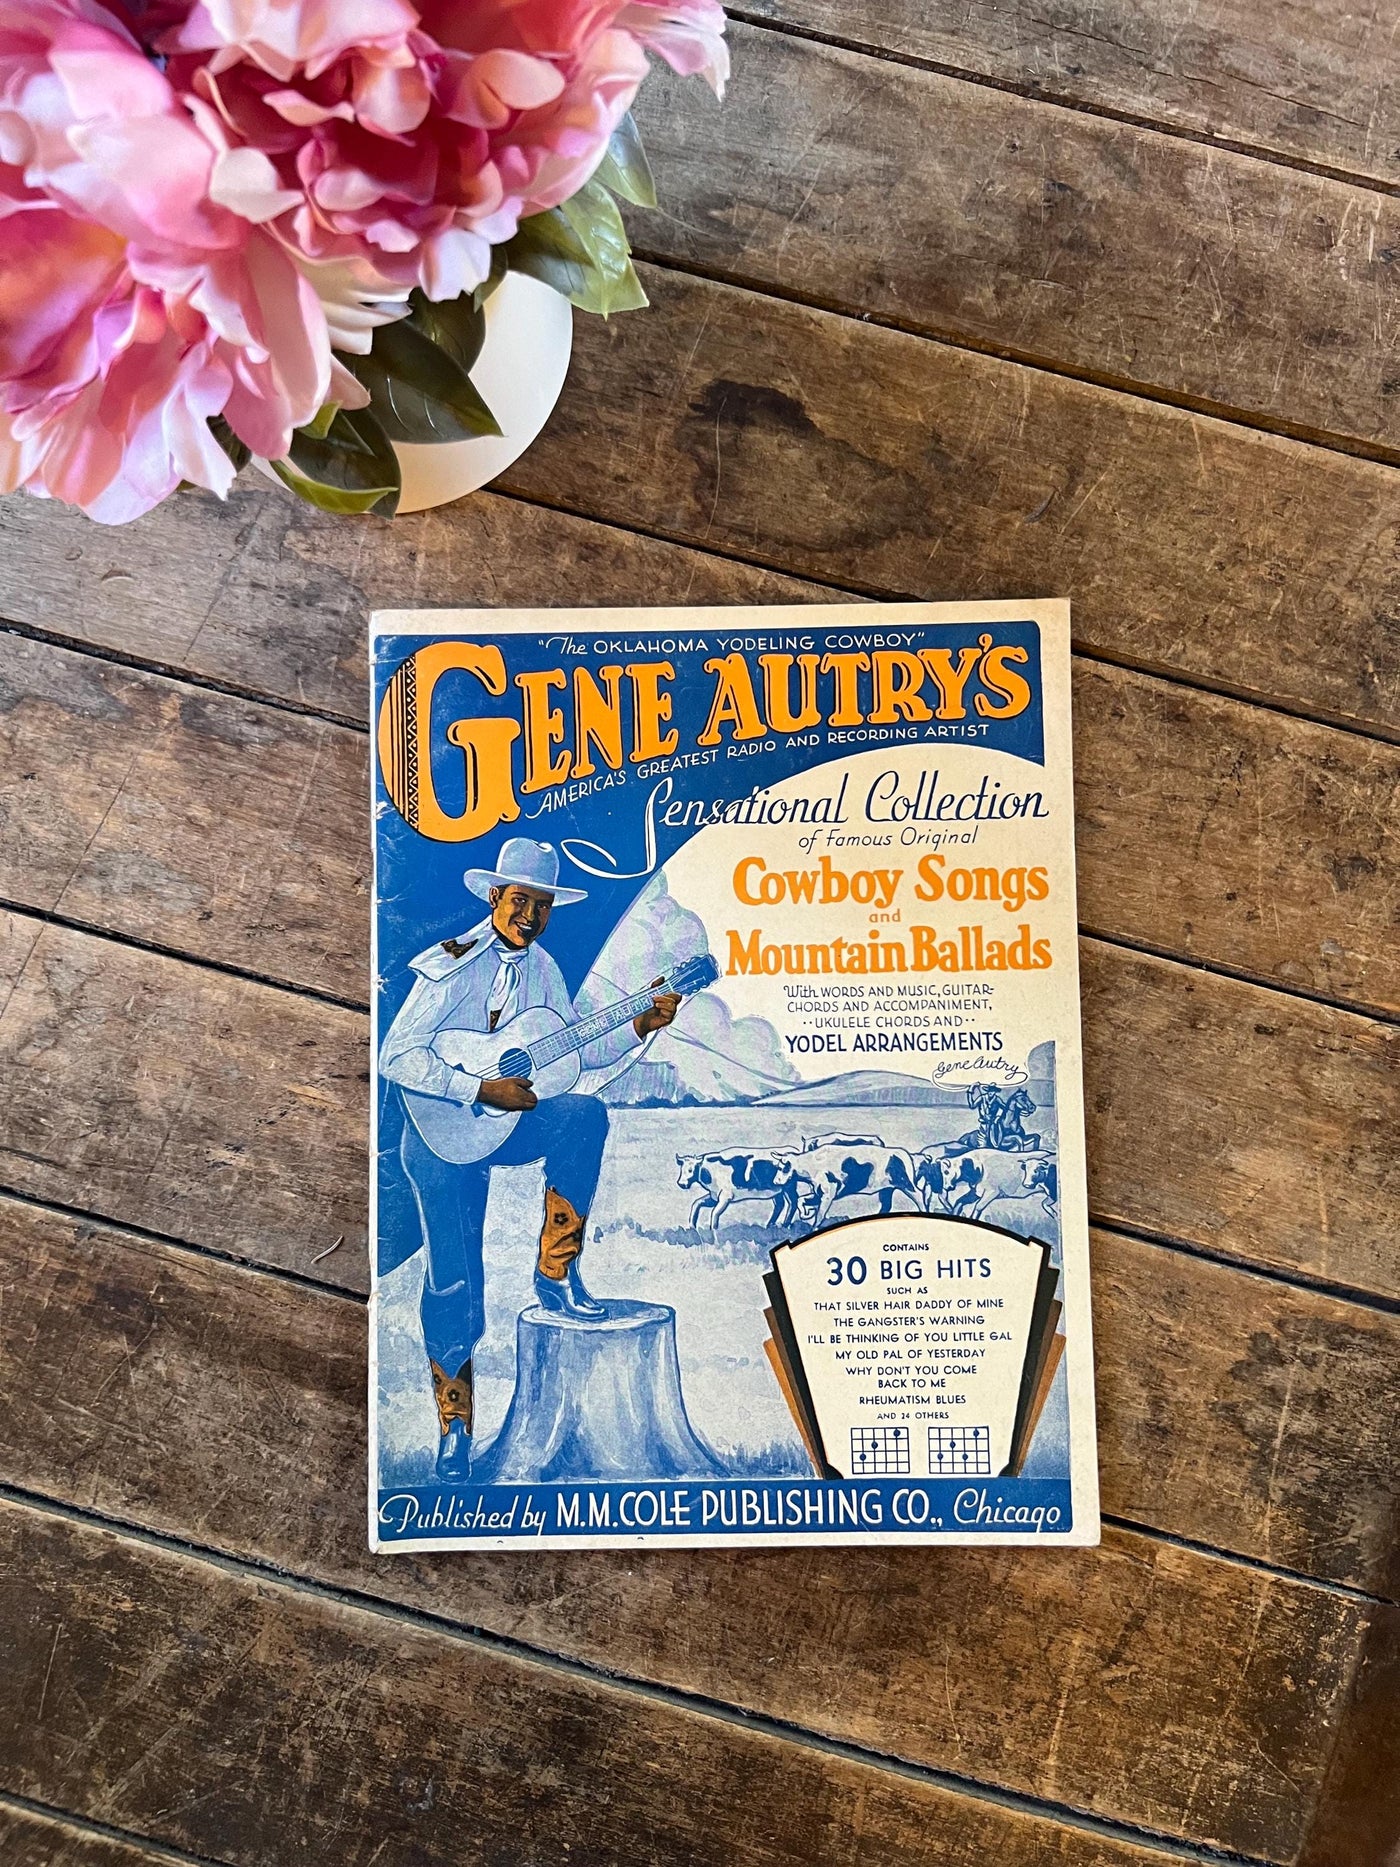 "The OKLAHOMA YODELING COWBOY"
GENE AUTRY'S
AMERICA'S GREATEST RADIO AND RECORDING ARTIST
Sensational Collection
of Famous Original
Cowboy Songs
and
Mountain Ballads
With WORDS AND MUSIC, GUITAR-
CHORDS AND ACCOMPANIMENT,
··UKULELE CHORDS AND··
YODEL ARRANGEMENTS
Gene Autry
GENE AUTRY
CONTAINS
30 BIG HITS
SUCH AS
THAT SILVER HAIR DADDY OF MINE
THE GANGSTER'S WARNING
I'LL BE THINKING OF YOU LITTLE GAL
MY OLD PAL OF YESTERDAY
WHY DON'T YOU COME
BACK TO ME
RHEUMATISM BLUES
AND 24 OTHERS
Published by M.M. COLE PUBLISHING CO., Chicago